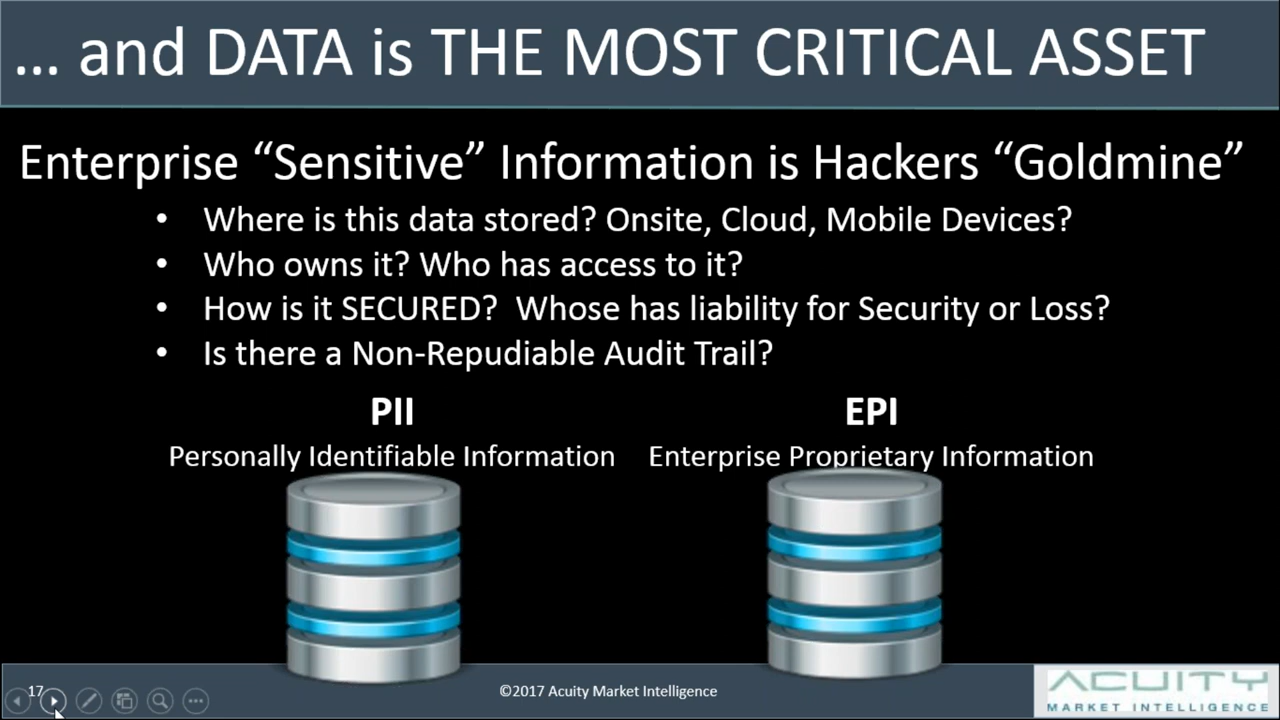 ... and DATA is THE MOST CRITICAL ASSET
Enterprise “Sensitive” Information is Hackers “Goldmine”
• Where is this data stored? Onsite, Cloud, Mobile Devices?
• Who owns it? Who has access to it?
• How is it SECURED?  Whose has liability for Security or Loss?
• Is there a Non-Repudiable Audit Trail?
PII
Personally Identifiable Information
EPI
Enterprise Proprietary Information
17
©2017 Acuity Market Intelligence
ACUITY
MARKET INTELLIGENCE